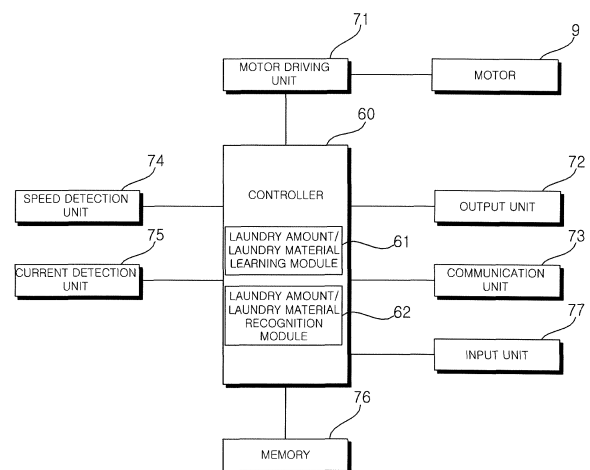 71
9
MOTOR DRIVING
UNIT
MOTOR
60
74
72
CONTROLLER
SPEED DETECTION
UNIT
OUTPUT UNIT
75
LAUNDRY AMOUNT/
LAUNDRY MATERIAL
LEARNING MODULE
61
73
CURRENT DETECTION
UNIT
COMMUNICATION
UNIT
LAUNDRY AMOUNT/
LAUNDRY MATERIAL
RECOGNITION
MODULE
62
77
INPUT UNIT
76
MEMORY